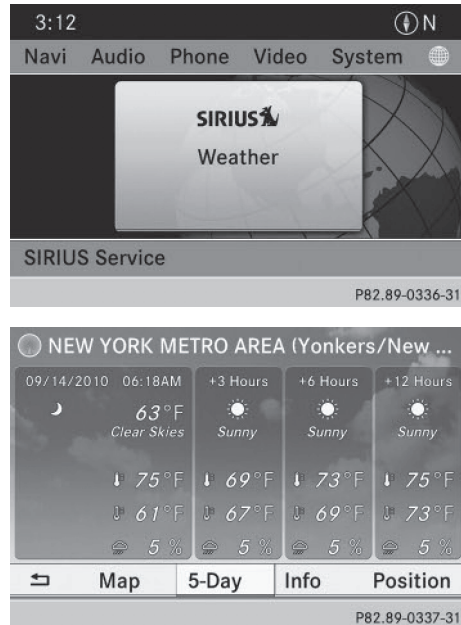 3:12 N
Navi Audio Phone Video System
SIRIUS
Weather
SIRIUS Service
P82.89-0336-31
NEW YORK METRO AREA (Yonkers/New ...
09/14/2010 06:18AM +3 Hours +6 Hours +12 Hours
63°F
Clear Skies Sunny Sunny Sunny
75°F 69°F 73°F 75°F
61°F 67°F 69°F 73°F
5 % 5 % 5 % 5 %
Map 5-Day Info Position
P82.89-0337-31